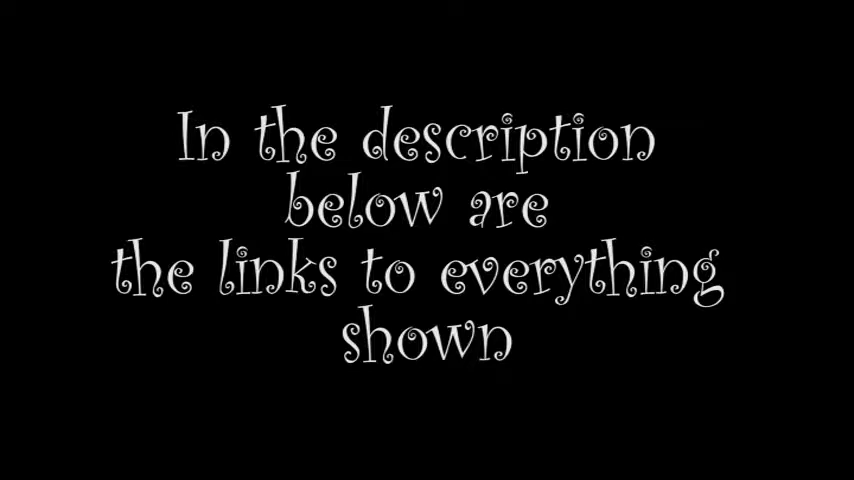 In the description
below are
the links to everything
shown